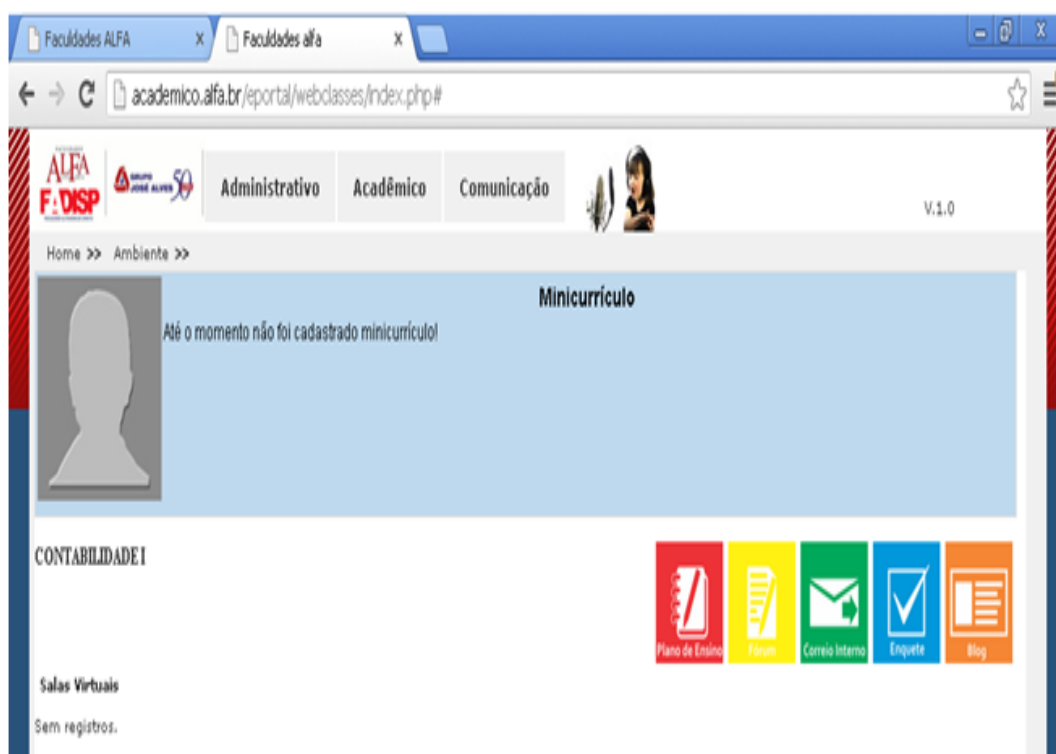 Faculdades ALFA
Faculdades alfa
academico.alfa.br/eportal/webclasses/index.php#
ALFA
FADISP
GRUPO
JOSÉ ALVES
50
Administrativo
Acadêmico
Comunicação
V.1.0
Home >> Ambiente >>
Minicurrículo
Até o momento não foi cadastrado minicurrículo!
CONTABILIDADE I
Plano de Ensino
Fórum
Correio Interno
Enquete
Blog
Salas Virtuais
Sem registros.